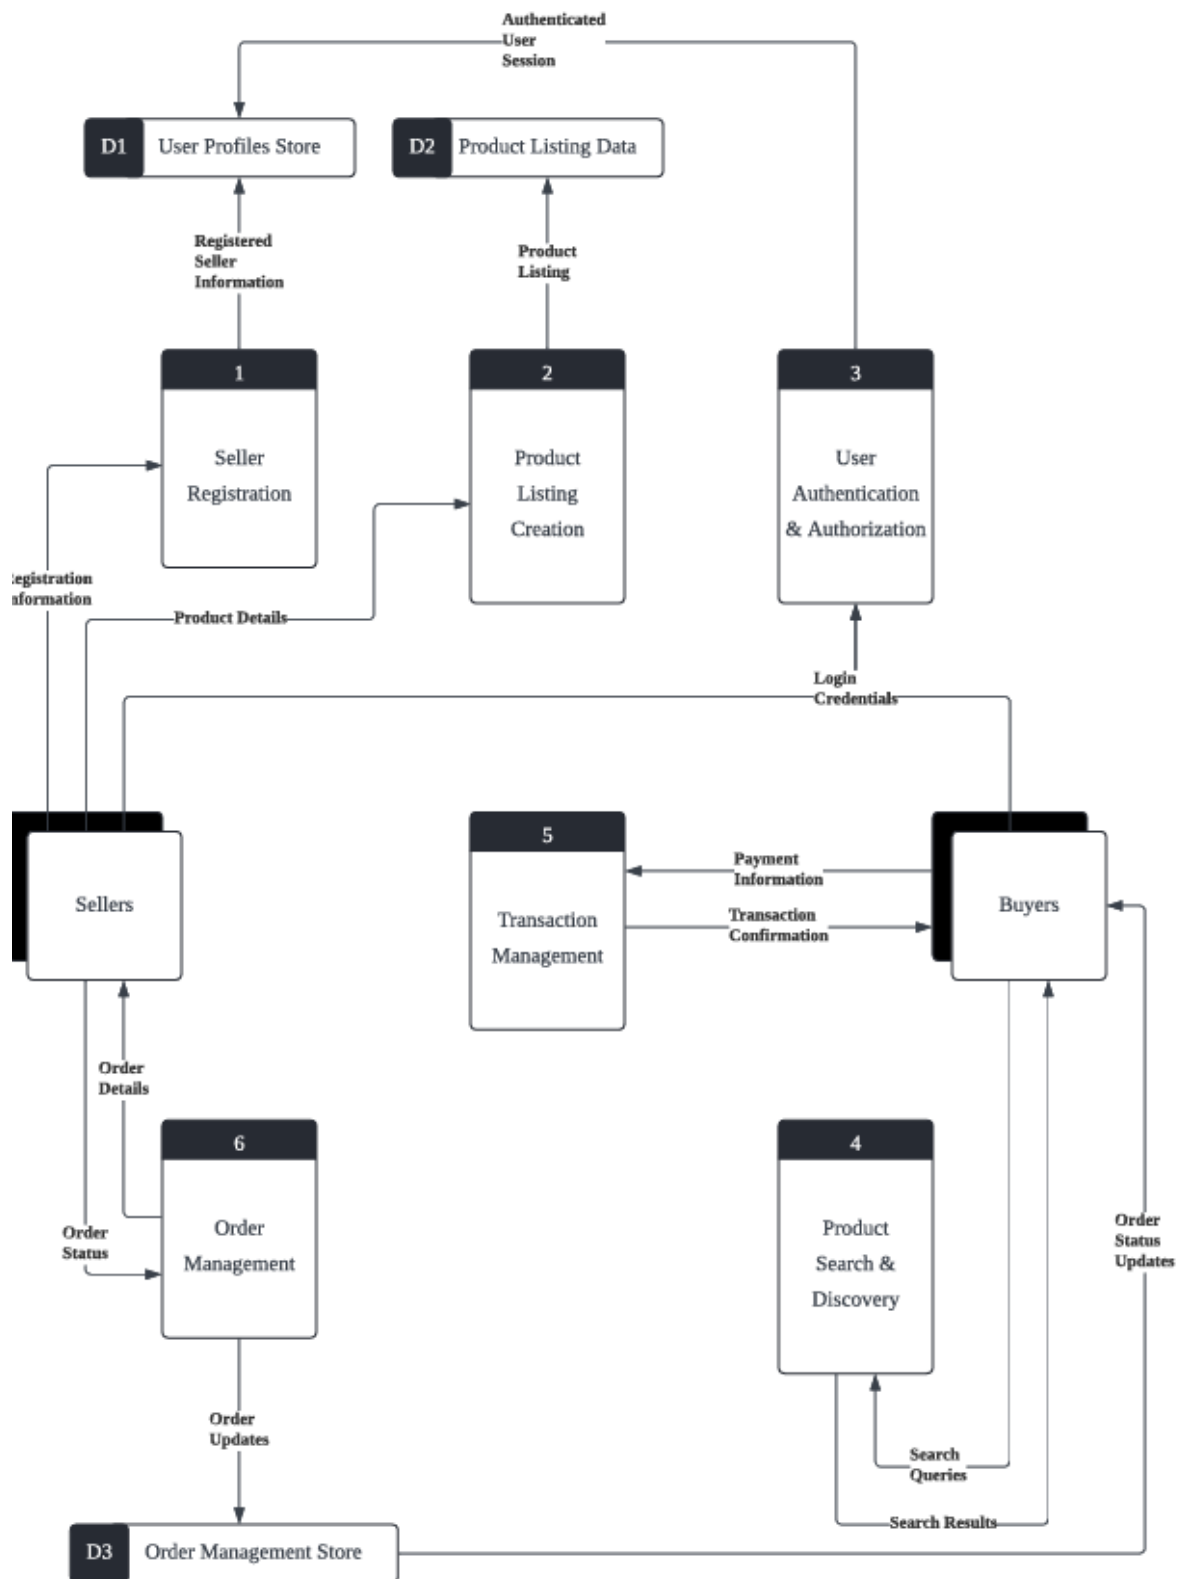 Authenticated
User
Session
D1
User Profiles Store
D2
Product Listing Data
Registered
Seller
Information
Product
Listing
1
Seller
Registration
2
Product
Listing
Creation
3
User
Authentication
& Authorization
egistration
nformation
Product Details
Login
Credentials
Sellers
5
Transaction
Management
Payment
Information
Transaction
Confirmation
Buyers
Order
Details
6
Order
Management
Order
Status
4
Product
Search &
Discovery
Order
Status
Updates
Order
Updates
Search
Queries
Search Results
D3
Order Management Store